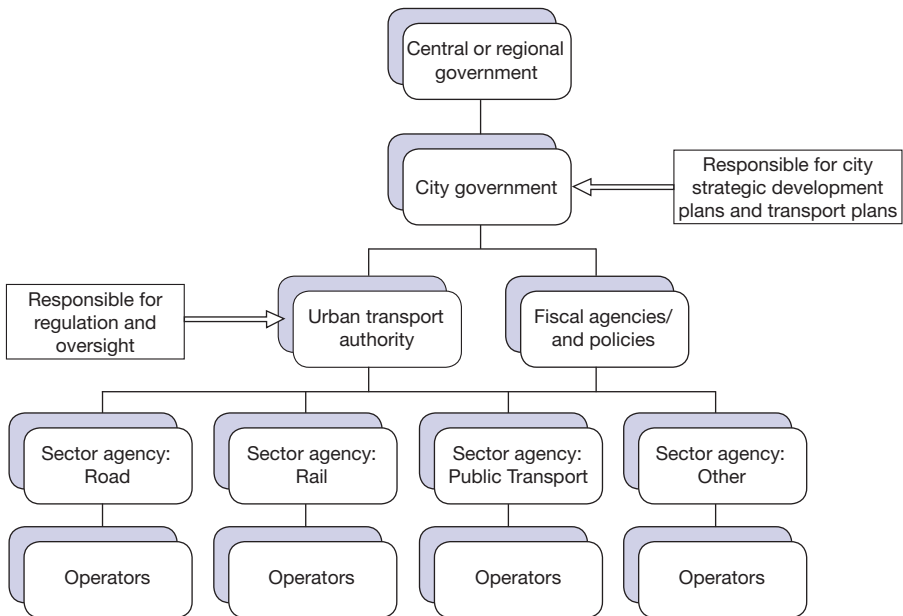 Central or regional
government
City government
Responsible for city
strategic development
plans and transport plans
Responsible for
regulation and
oversight
Urban transport
authority
Fiscal agencies/
and policies
Sector agency:
Road
Sector agency:
Rail
Sector agency:
Public Transport
Sector agency:
Other
Operators
Operators
Operators
Operators